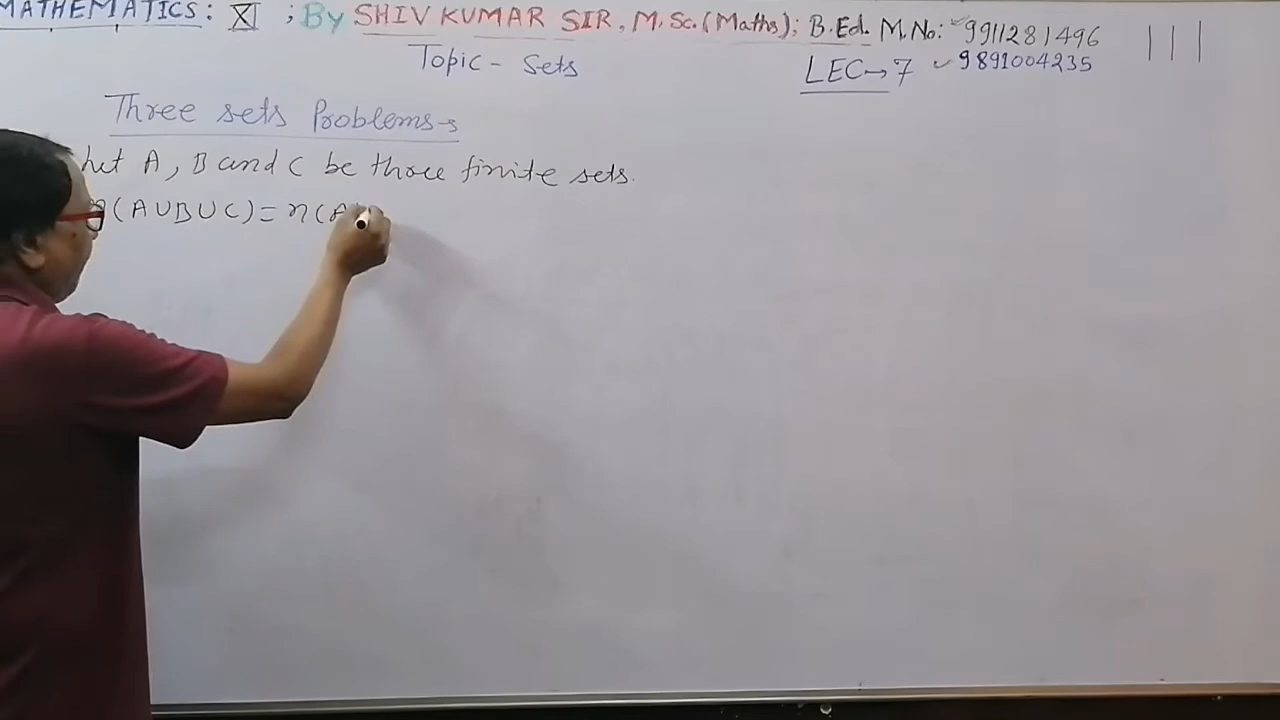 MATHEMATICS: XI ; By SHIV KUMAR SIR, M.Sc.(Maths); B.Ed. M.No: 9911281496
Topic - Sets LEC→7 9891004235
Three sets Problems→
Let A, B and C be three finite sets.
n(A∪B∪C) = n(A